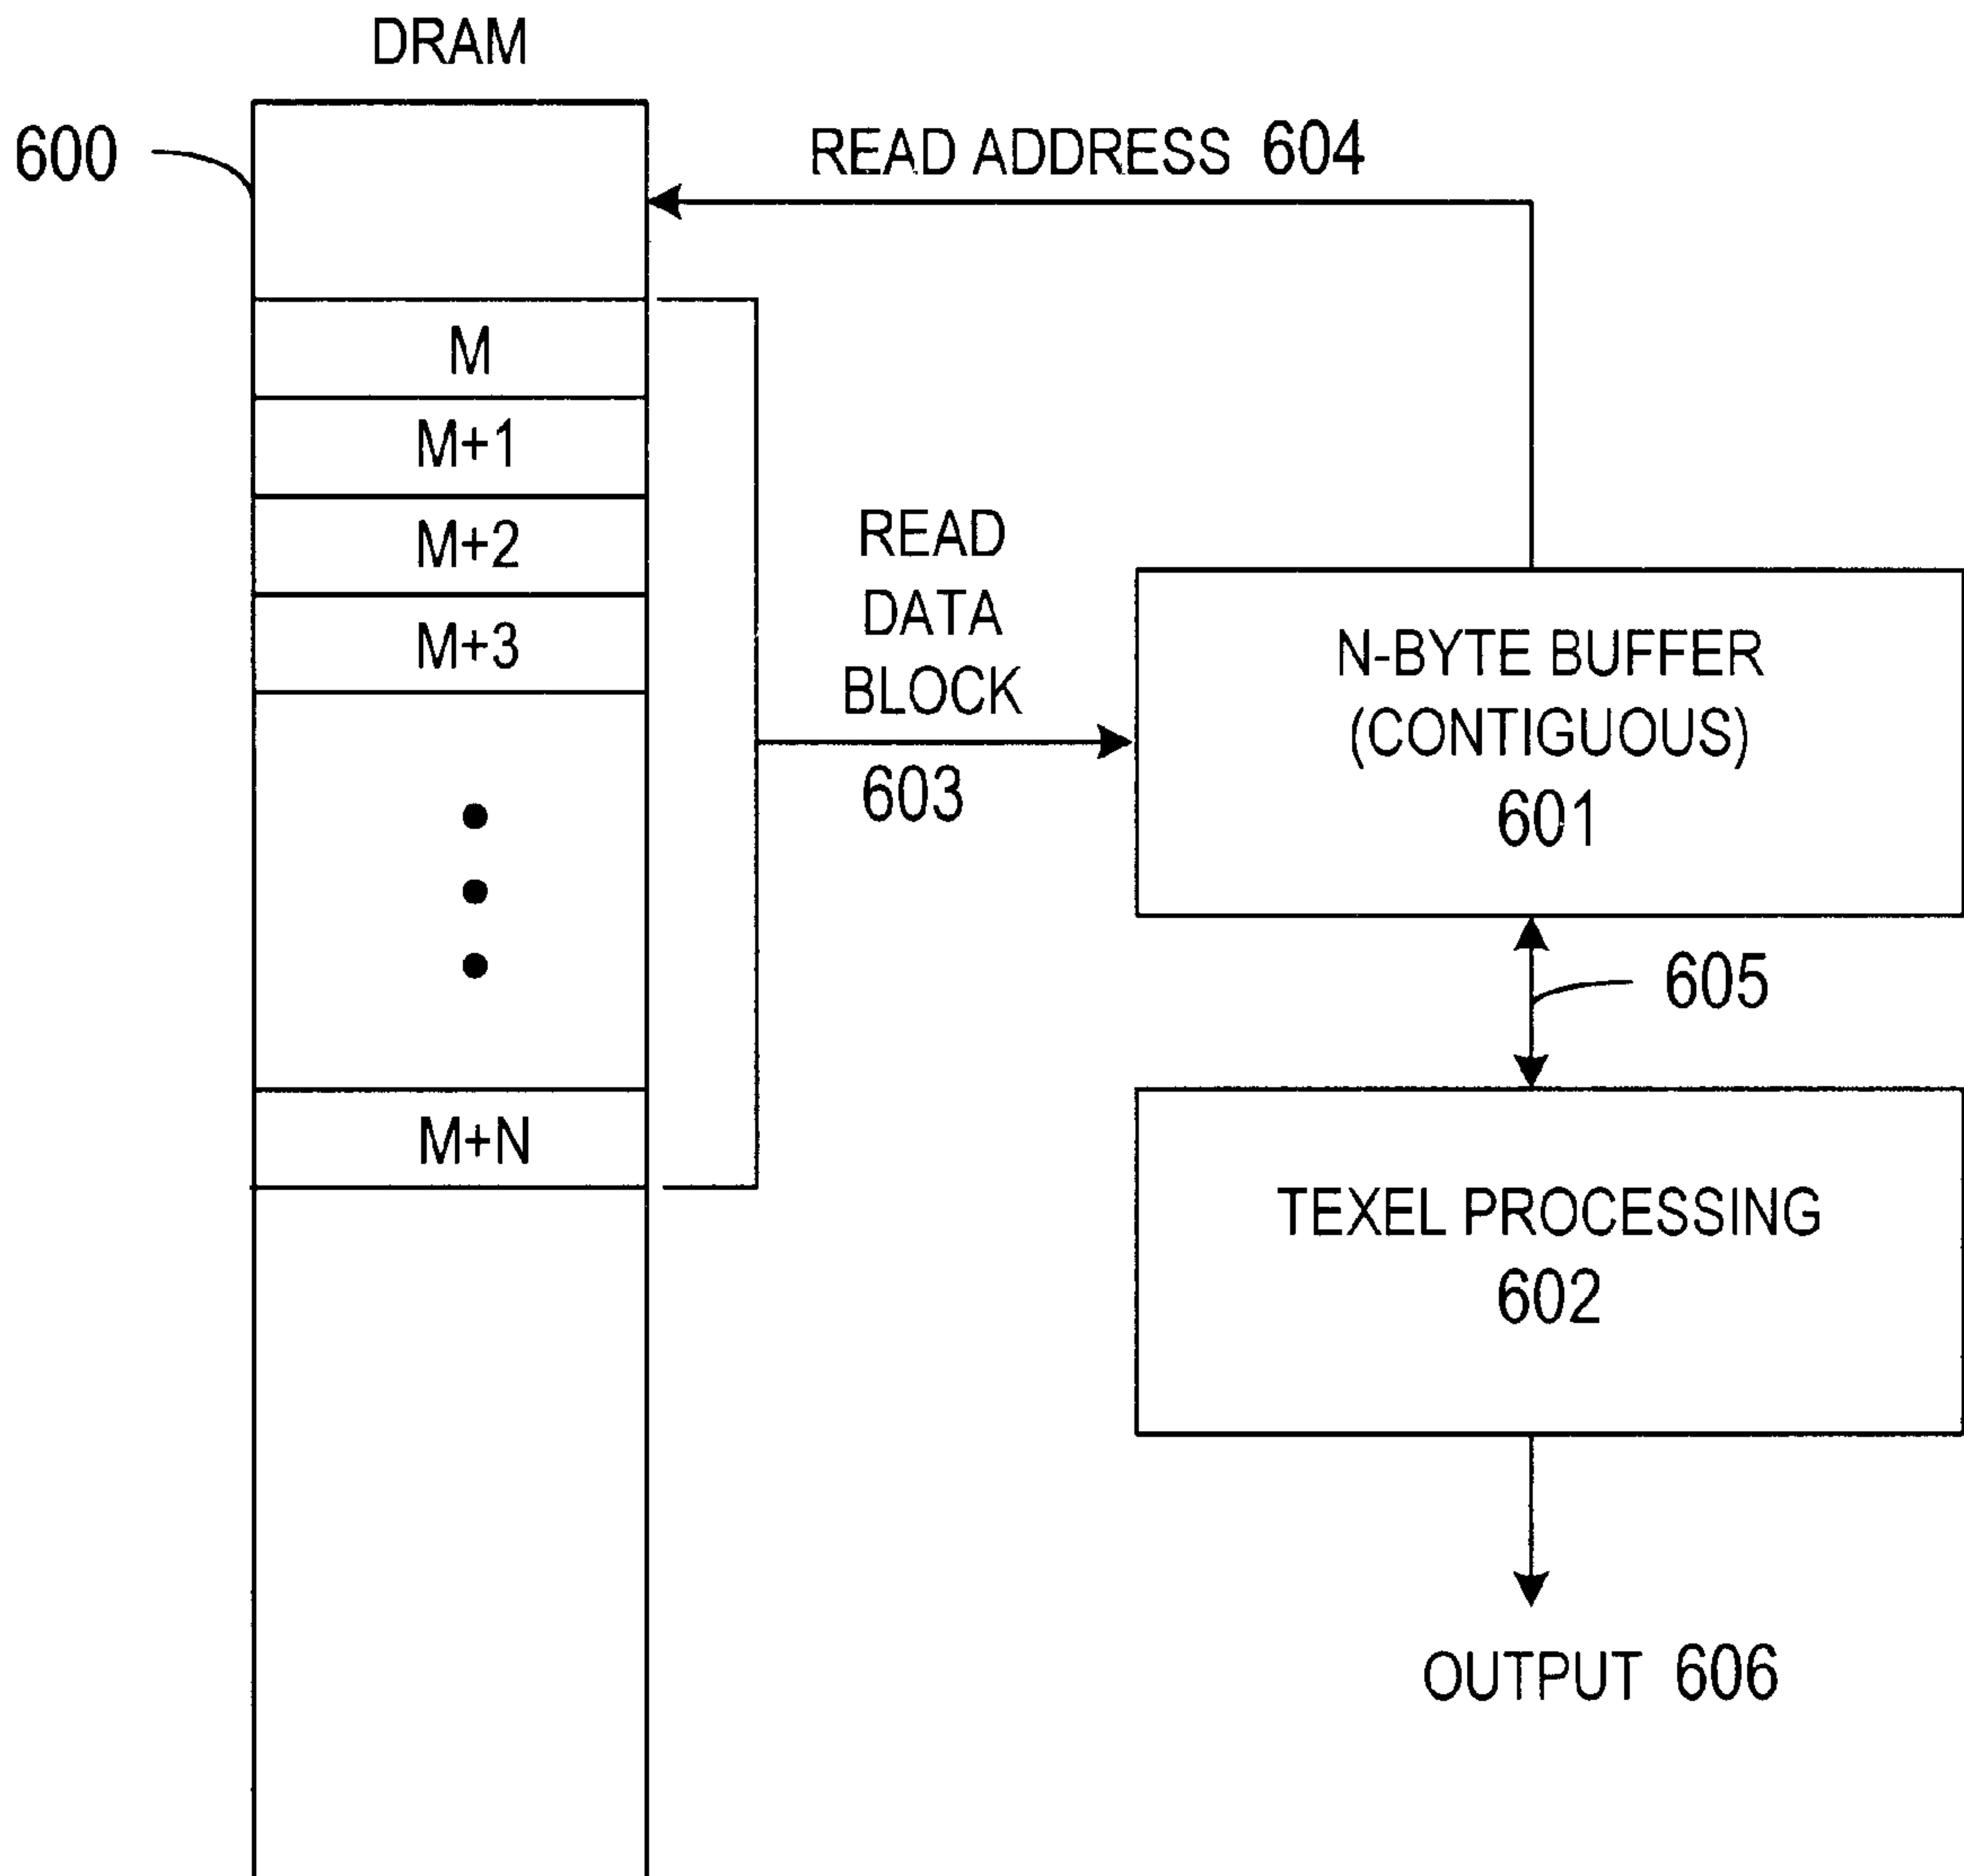 DRAM
600
READ ADDRESS 604
M
M+1
M+2
M+3
READ
DATA
BLOCK
603
N-BYTE BUFFER
(CONTIGUOUS)
601
605
M+N
TEXEL PROCESSING
602
OUTPUT 606